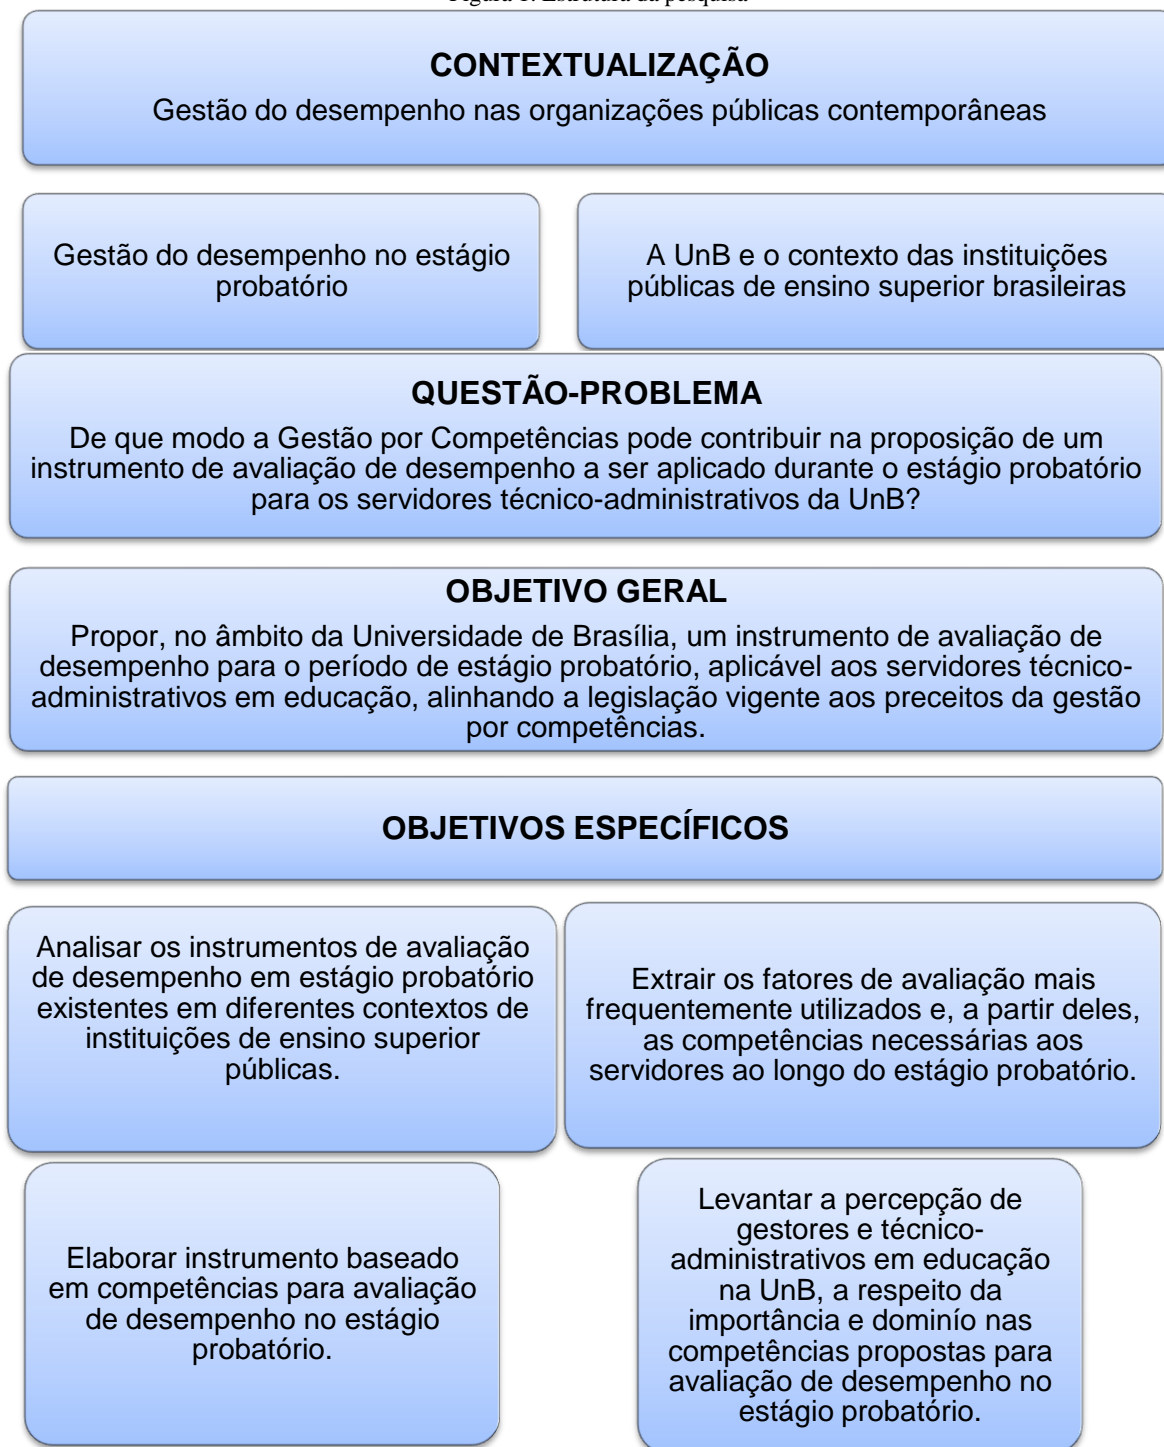 Figura 1: Estrutura da pesquisa
CONTEXTUALIZAÇÃO
Gestão do desempenho nas organizações públicas contemporâneas
Gestão do desempenho no estágio
probatório
A UnB e o contexto das instituições
públicas de ensino superior brasileiras
QUESTÃO-PROBLEMA
De que modo a Gestão por Competências pode contribuir na proposição de um
instrumento de avaliação de desempenho a ser aplicado durante o estágio probatório
para os servidores técnico-administrativos da UnB?
OBJETIVO GERAL
Propor, no âmbito da Universidade de Brasília, um instrumento de avaliação de
desempenho para o período de estágio probatório, aplicável aos servidores técnico-
administrativos em educação, alinhando a legislação vigente aos preceitos da gestão
por competências.
OBJETIVOS ESPECÍFICOS
Analisar os instrumentos de avaliação
de desempenho em estágio probatório
existentes em diferentes contextos de
instituições de ensino superior
públicas.
Extrair os fatores de avaliação mais
frequentemente utilizados e, a partir deles,
as competências necessárias aos
servidores ao longo do estágio probatório.
Elaborar instrumento baseado
em competências para avaliação
de desempenho no estágio
probatório.
Levantar a percepção de
gestores e técnico-
administrativos em educação
na UnB, a respeito da
importância e dominío nas
competências propostas para
avaliação de desempenho no
estágio probatório.